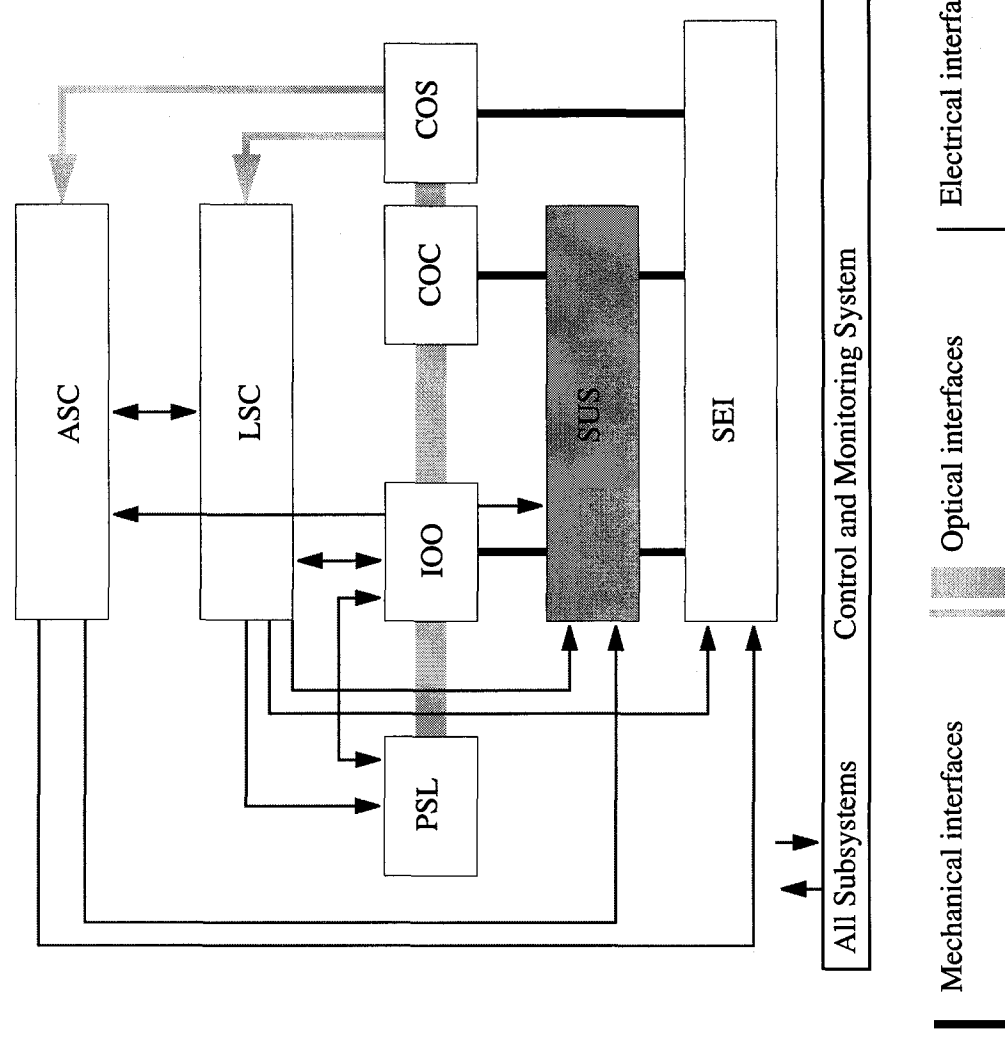 ASC
LSC
PSL
IOO
COC
COS
SUS
SEI
All Subsystems
Control and Monitoring System
Mechanical interfaces
Optical interfaces
Electrical interfa